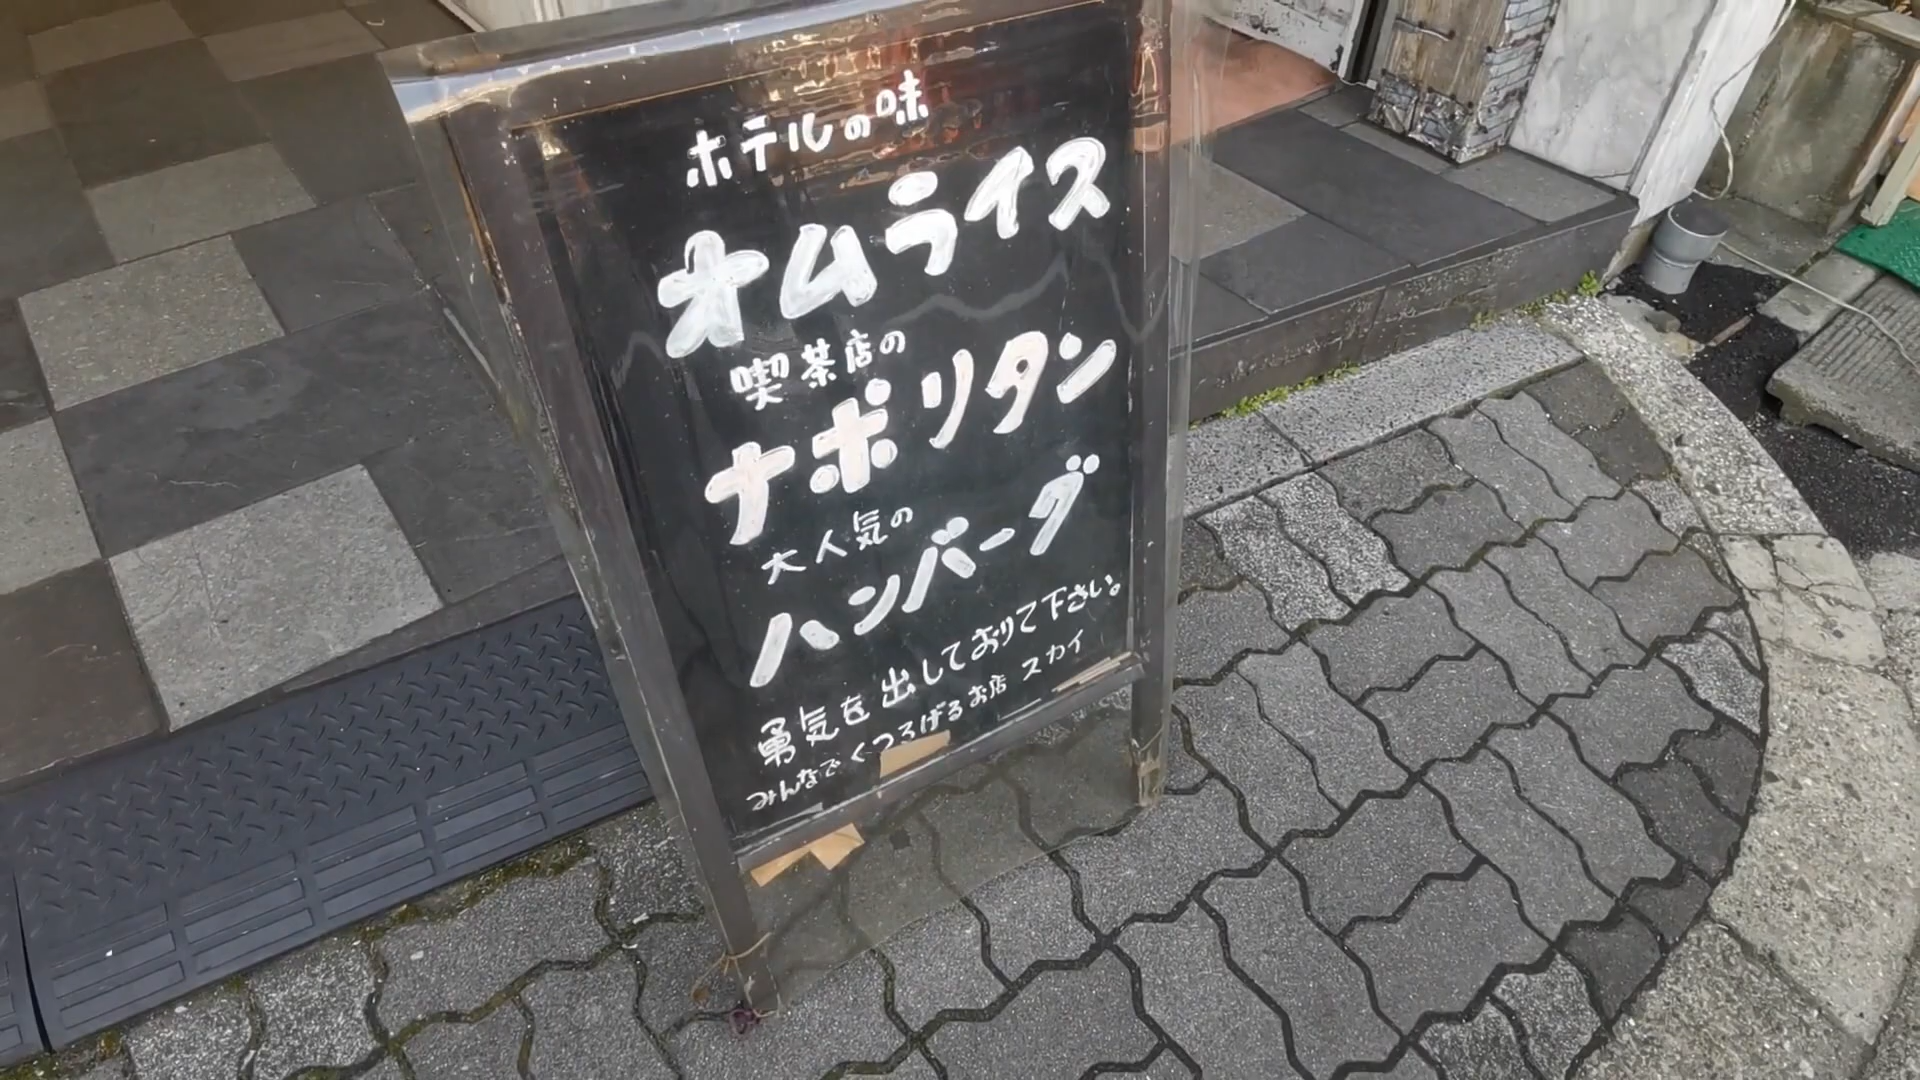 ホテルの味
オムライス
喫茶店の
ナポリタン
大人気の
ハンバーグ
勇気を出しておりて下さい。
みんなでくつろげるお店 スカイ